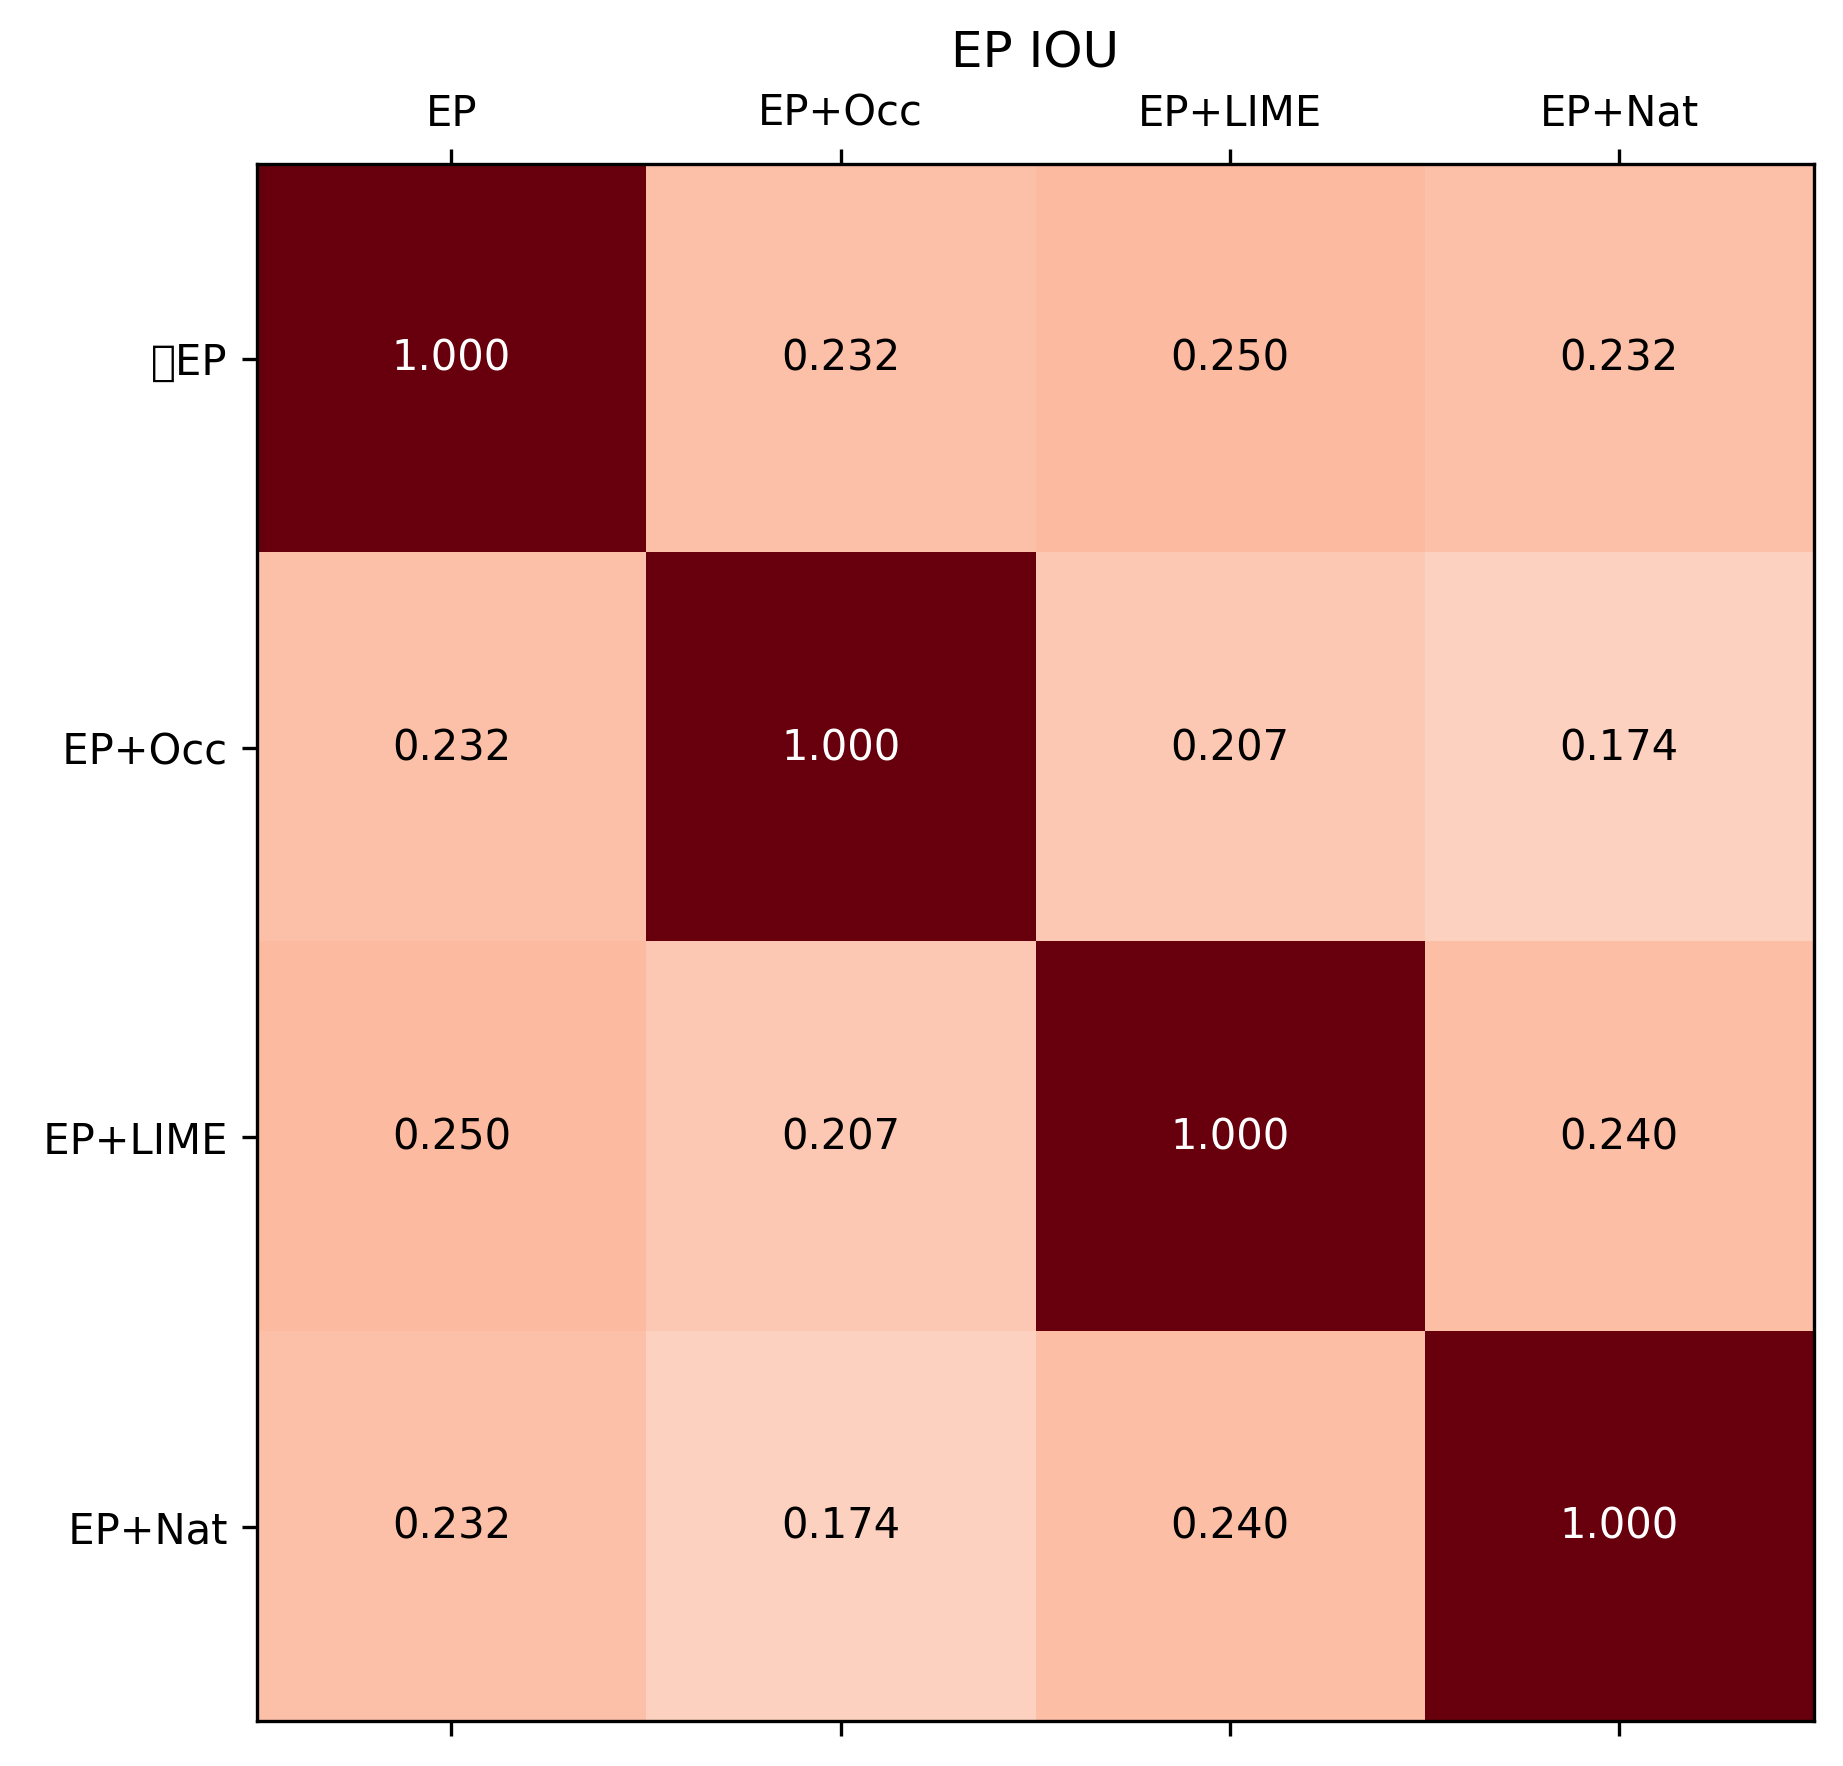 EP IOU
EP EP+Occ EP+LIME EP+Nat
▯EP 1.000 0.232 0.250 0.232
EP+Occ 0.232 1.000 0.207 0.174
EP+LIME 0.250 0.207 1.000 0.240
EP+Nat 0.232 0.174 0.240 1.000